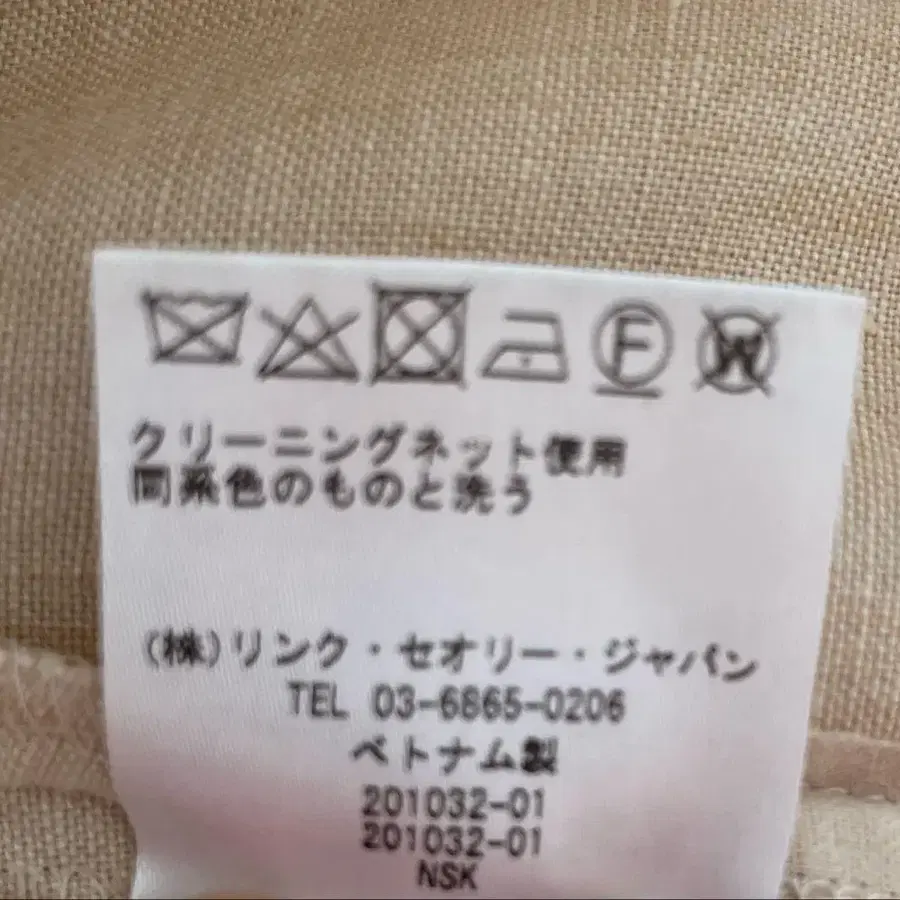 F W
クリーニングネット使用
同系色のものと洗う
(株)リンク・セオリー・ジャパン
TEL 03-6865-0206
ベトナム製
201032-01
201032-01
NSK